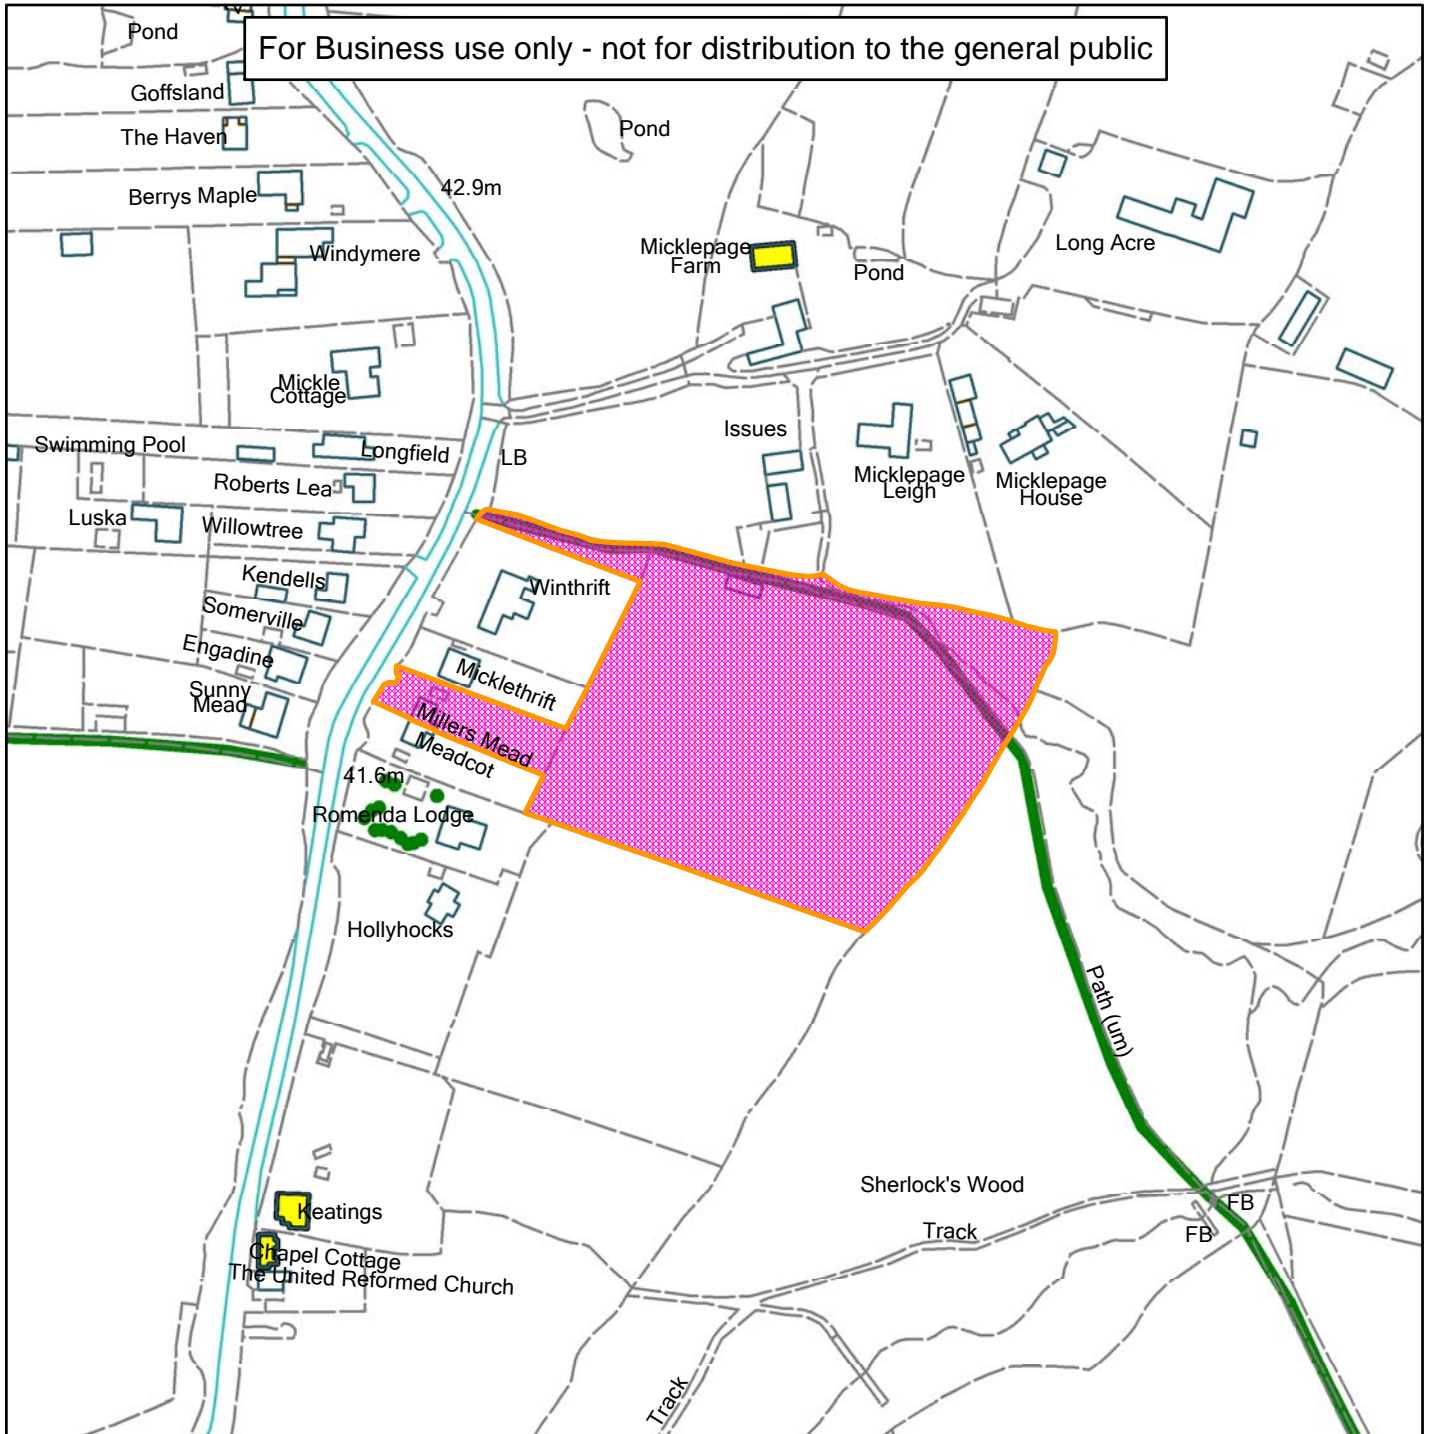 For Business use only - not for distribution to the general public
Pond
Goffsland
The Haven
Pond
Berrys Maple
42.9m
Windymere
Micklepage
Farm
Pond
Long Acre
Mickle
Cottage
Swimming Pool
Longfield
LB
Issues
Roberts Lea
Micklepage
Leigh
Micklepage
House
Luska
Willowtree
Kendells
Winthrift
Somerville
Engadine
Micklethrift
Sunny
Mead
Millers Mead
Meadcot
41.6m
Romenda Lodge
Hollyhocks
Path (um)
Sherlock's Wood
Keatings
Track
FB
FB
Chapel Cottage
The United Reformed Church
Track